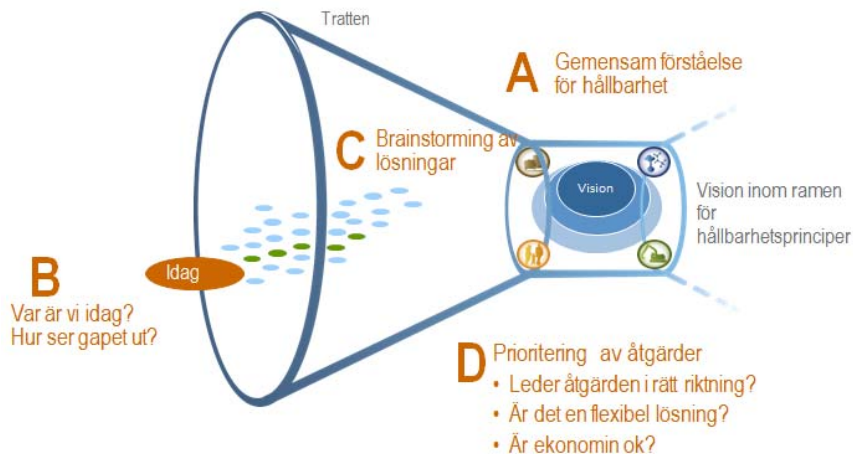 Tratten
A
Gemensam förståelse
för hållbarhet
C
Brainstorming av
lösningar
Vision
Vision inom ramen
för
hållbarhetsprinciper
Idag
B
Var är vi idag?
Hur ser gapet ut?
D
Prioritering av åtgärder
• Leder åtgärden i rätt riktning?
• Är det en flexibel lösning?
• Är ekonomin ok?